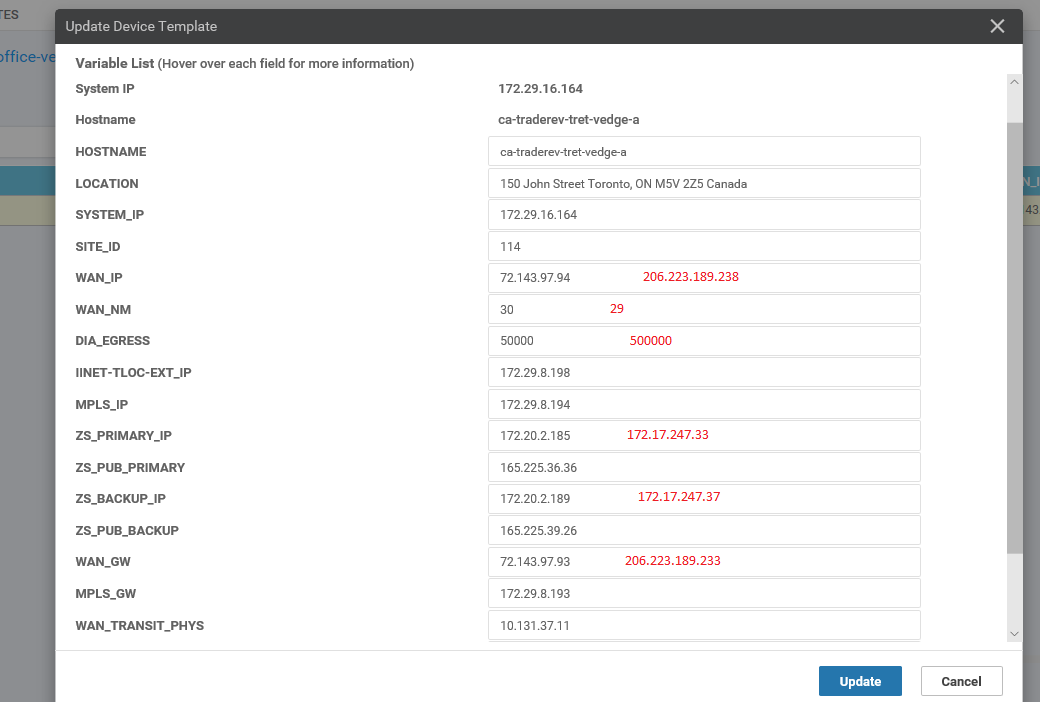 TES
Update Device Template
office-ve
Variable List (Hover over each field for more information)
System IP 172.29.16.164
Hostname ca-traderev-tret-vedge-a
HOSTNAME ca-traderev-tret-vedge-a
LOCATION 150 John Street Toronto, ON M5V 2Z5 Canada
SYSTEM_IP 172.29.16.164
SITE_ID 114
WAN_IP 72.143.97.94 206.223.189.238
WAN_NM 30 29
DIA_EGRESS 50000 500000
IINET-TLOC-EXT_IP 172.29.8.198
MPLS_IP 172.29.8.194
ZS_PRIMARY_IP 172.20.2.185 172.17.247.33
ZS_PUB_PRIMARY 165.225.36.36
ZS_BACKUP_IP 172.20.2.189 172.17.247.37
ZS_PUB_BACKUP 165.225.39.26
WAN_GW 72.143.97.93 206.223.189.233
MPLS_GW 172.29.8.193
WAN_TRANSIT_PHYS 10.131.37.11
N_I
43
Update Cancel